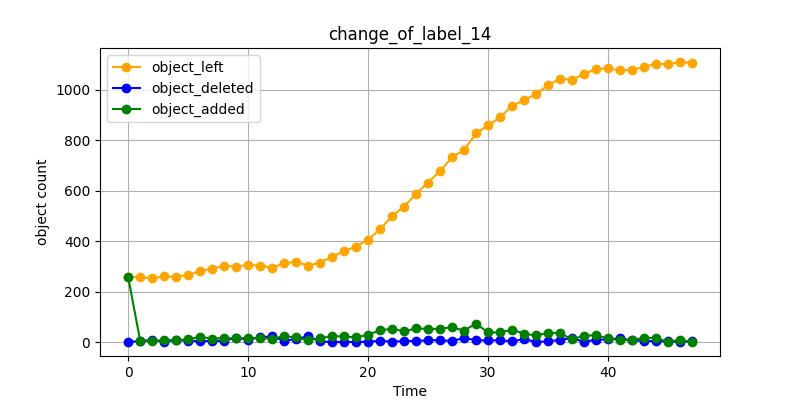 change_of_label_14
object_left
object_deleted
object_added
1000
800
600
400
200
0
object count
0 10 20 30 40
Time